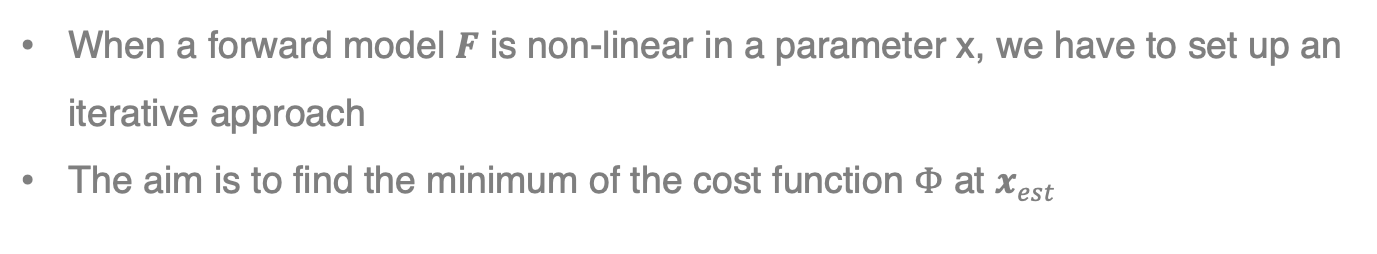 • When a forward model 𝑭 is non-linear in a parameter x, we have to set up an
iterative approach
• The aim is to find the minimum of the cost function Φ at 𝒙ₑₛₜ